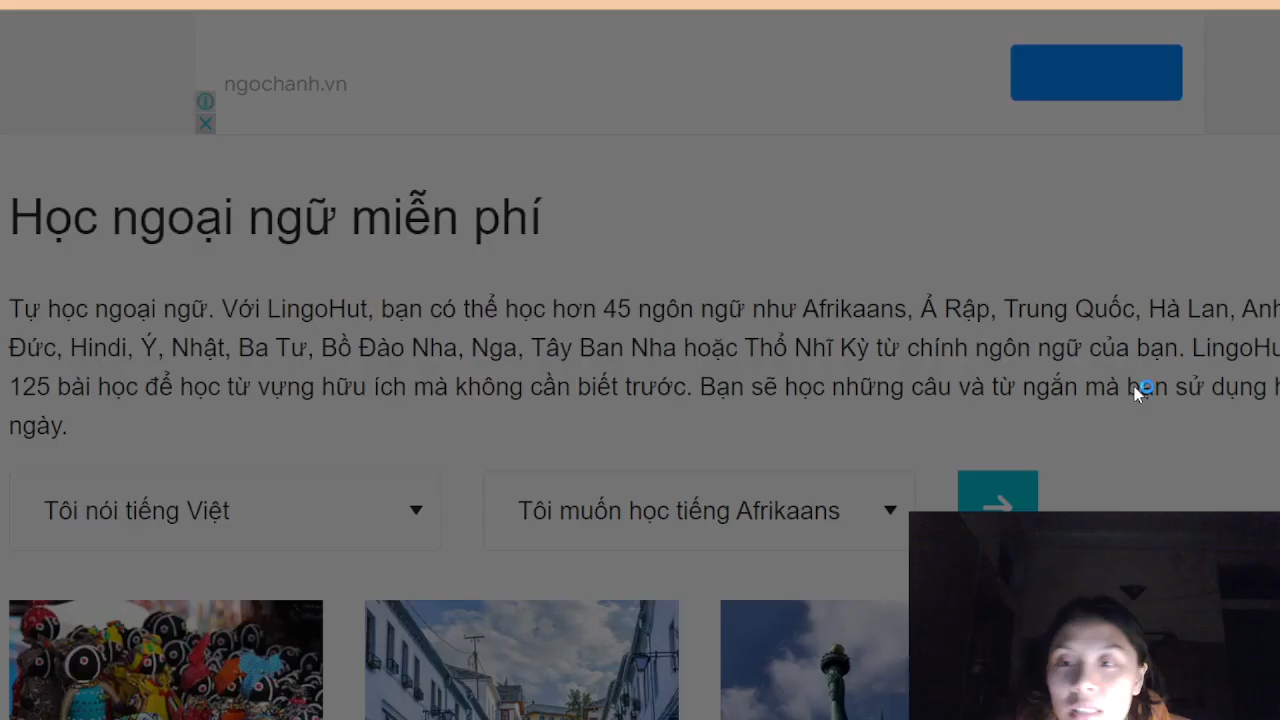 ngochanh.vn
Học ngoại ngữ miễn phí
Tự học ngoại ngữ. Với LingoHut, bạn có thể học hơn 45 ngôn ngữ như Afrikaans, Ả Rập, Trung Quốc, Hà Lan, Anh
Đức, Hindi, Ý, Nhật, Ba Tư, Bồ Đào Nha, Nga, Tây Ban Nha hoặc Thổ Nhĩ Kỳ từ chính ngôn ngữ của bạn.
125 bài học để học từ vựng hữu ích mà không cần biết trước. Bạn sẽ học những câu và từ ngắn mà bạn sử dụng
ngày.
Tôi nói tiếng Việt
Tôi muốn học tiếng Afrikaans